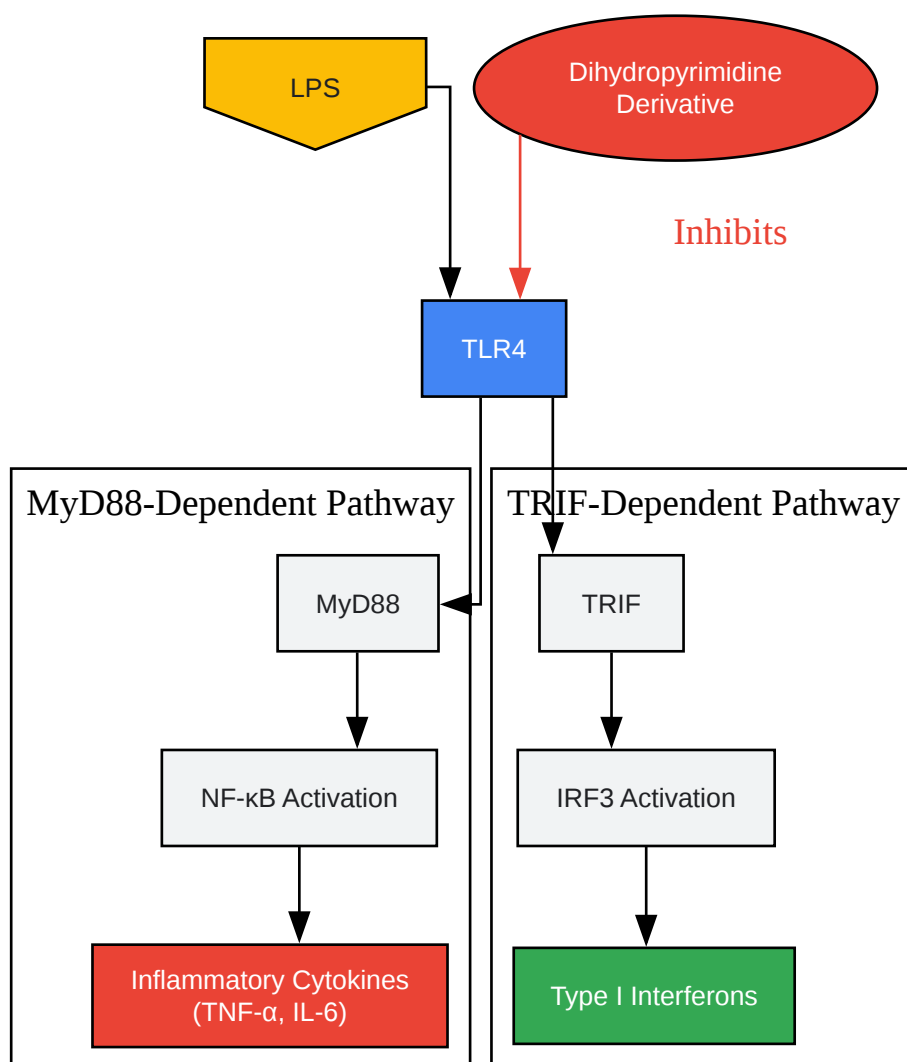 LPS
Dihydropyrimidine
Derivative
Inhibits
TLR4
MyD88-Dependent Pathway
TRIF-Dependent Pathway
MyD88
TRIF
NF-κB Activation
IRF3 Activation
Inflammatory Cytokines
(TNF-α, IL-6)
Type I Interferons